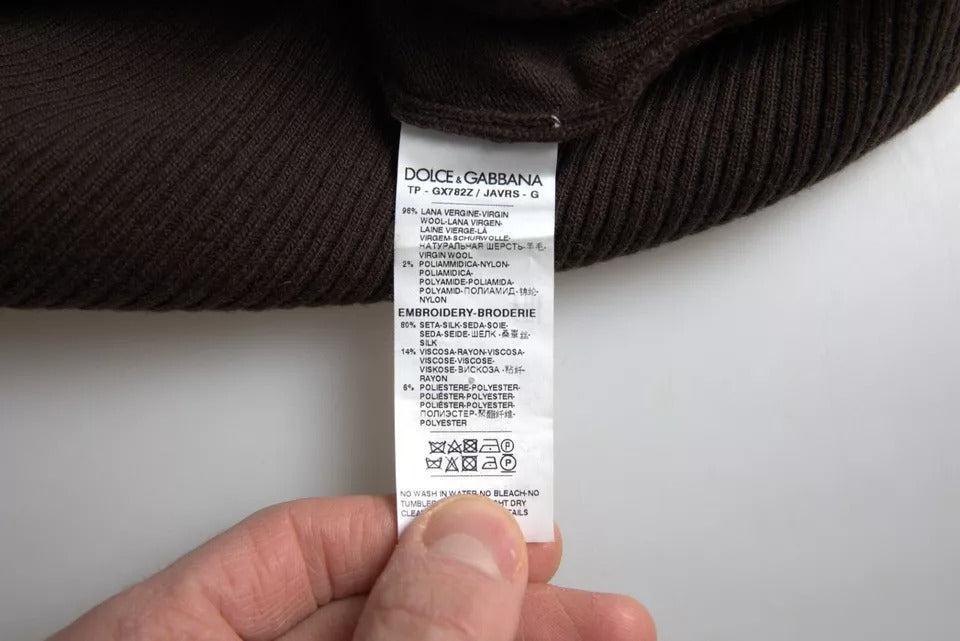 DOLCE & GABBANA
TP - GX782Z / JAVRS - G
98% LANA VERGINE-VIRGIN
WOOL-LANA VIRGEN-
LAINE VIERGE-LÃ
VIRGEM-SCHURWOLLE-
НАТУРАЛЬНАЯ ШЕРСТЬ-羊毛-
VIRGIN WOOL
2% POLIAMMIDICA-NYLON-
POLIAMIDICA-
POLYAMIDE-POLIAMIDA-
POLYAMID-ПОЛИАМИД-锦纶-
NYLON
EMBROIDERY-BRODERIE
80% SETA-SILK-SEDA-SOIE-
SEDA-SEIDE-ШЕЛК-桑蚕丝-
SILK
14% VISCOSA-RAYON-VISCOSA-
VISCOSE-VISCOSE-
VISKOSE-ВИСКОЗА-粘纤-
RAYON
6% POLIESTERE-POLYESTER-
POLIÉSTER-POLYESTER-
POLIÉSTER-POLYESTER-
ПОЛИЭСТЕР-聚酯纤维-
POLYESTER
P
P
NO WASH IN WATER-NO BLEACH-NO
DRY